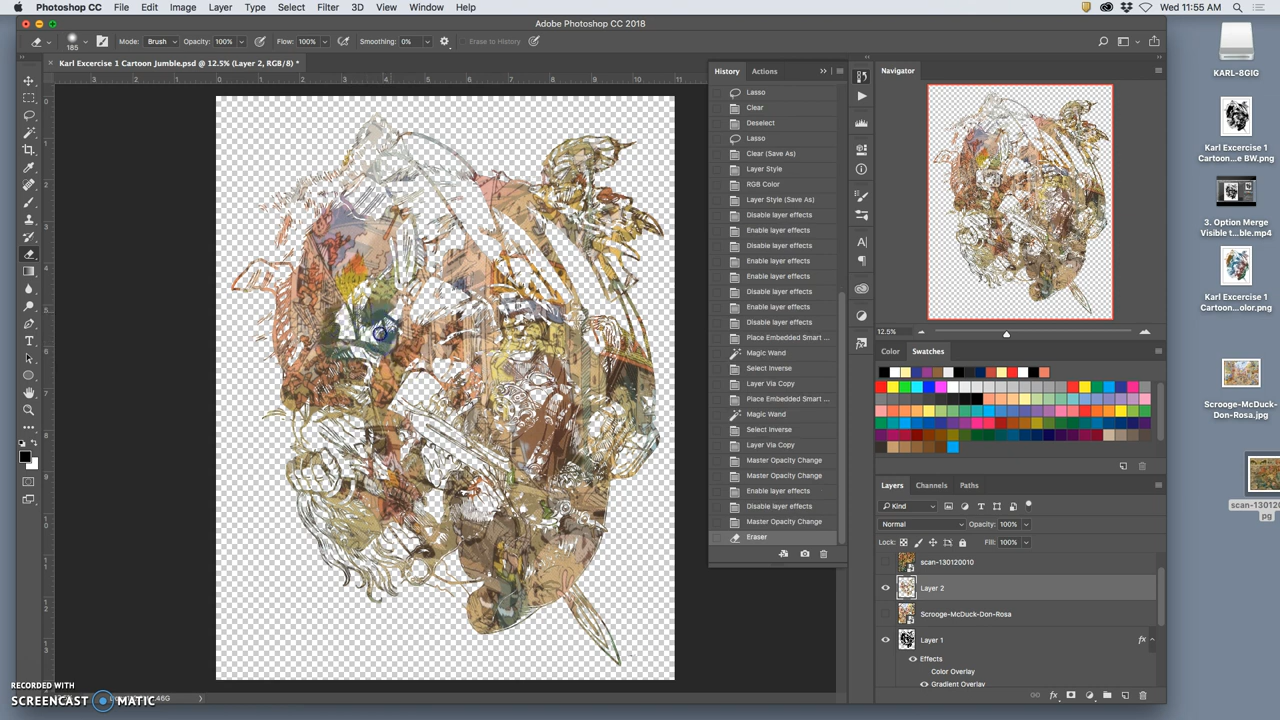 Photoshop CC File Edit Image Layer Type Select Filter 3D View Window Help Wed 11:55 AM
Adobe Photoshop CC 2018
185 Mode: Brush Opacity: 100% Flow: 100% Smoothing: 0% Erase to History
Karl Excercise 1 Cartoon Jumble.psd @ 12.5% (Layer 2, RGB/8) *
History Actions
Lasso
Clear
Deselect
Lasso
Clear (Save As)
Layer Style
RGB Color
Layer Style (Save As)
Disable layer effects
Enable layer effects
Disable layer effects
Enable layer effects
Enable layer effects
Disable layer effects
Enable layer effects
Disable layer effects
Place Embedded Smart ...
Magic Wand
Select Inverse
Layer Via Copy
Place Embedded Smart ...
Magic Wand
Select Inverse
Layer Via Copy
Master Opacity Change
Master Opacity Change
Enable layer effects
Disable layer effects
Master Opacity Change
Eraser
Navigator
12.5%
Color Swatches
Layers Channels Paths
Kind
Normal Opacity: 100%
Lock: Fill: 100%
scan-130120010
Layer 2
Scrooge-McDuck-Don-Rosa
Layer 1 fx
Effects
Color Overlay
Gradient Overlay
KARL-8GIG
Karl Excercise 1
Cartoon...e BW.png
3. Option Merge
Visible t...ble.mp4
Karl Excercise 1
Cartoon...olor.png
Scrooge-McDuck-
Don-Rosa.jpg
RECORDED WITH
SCREENCAST MATIC